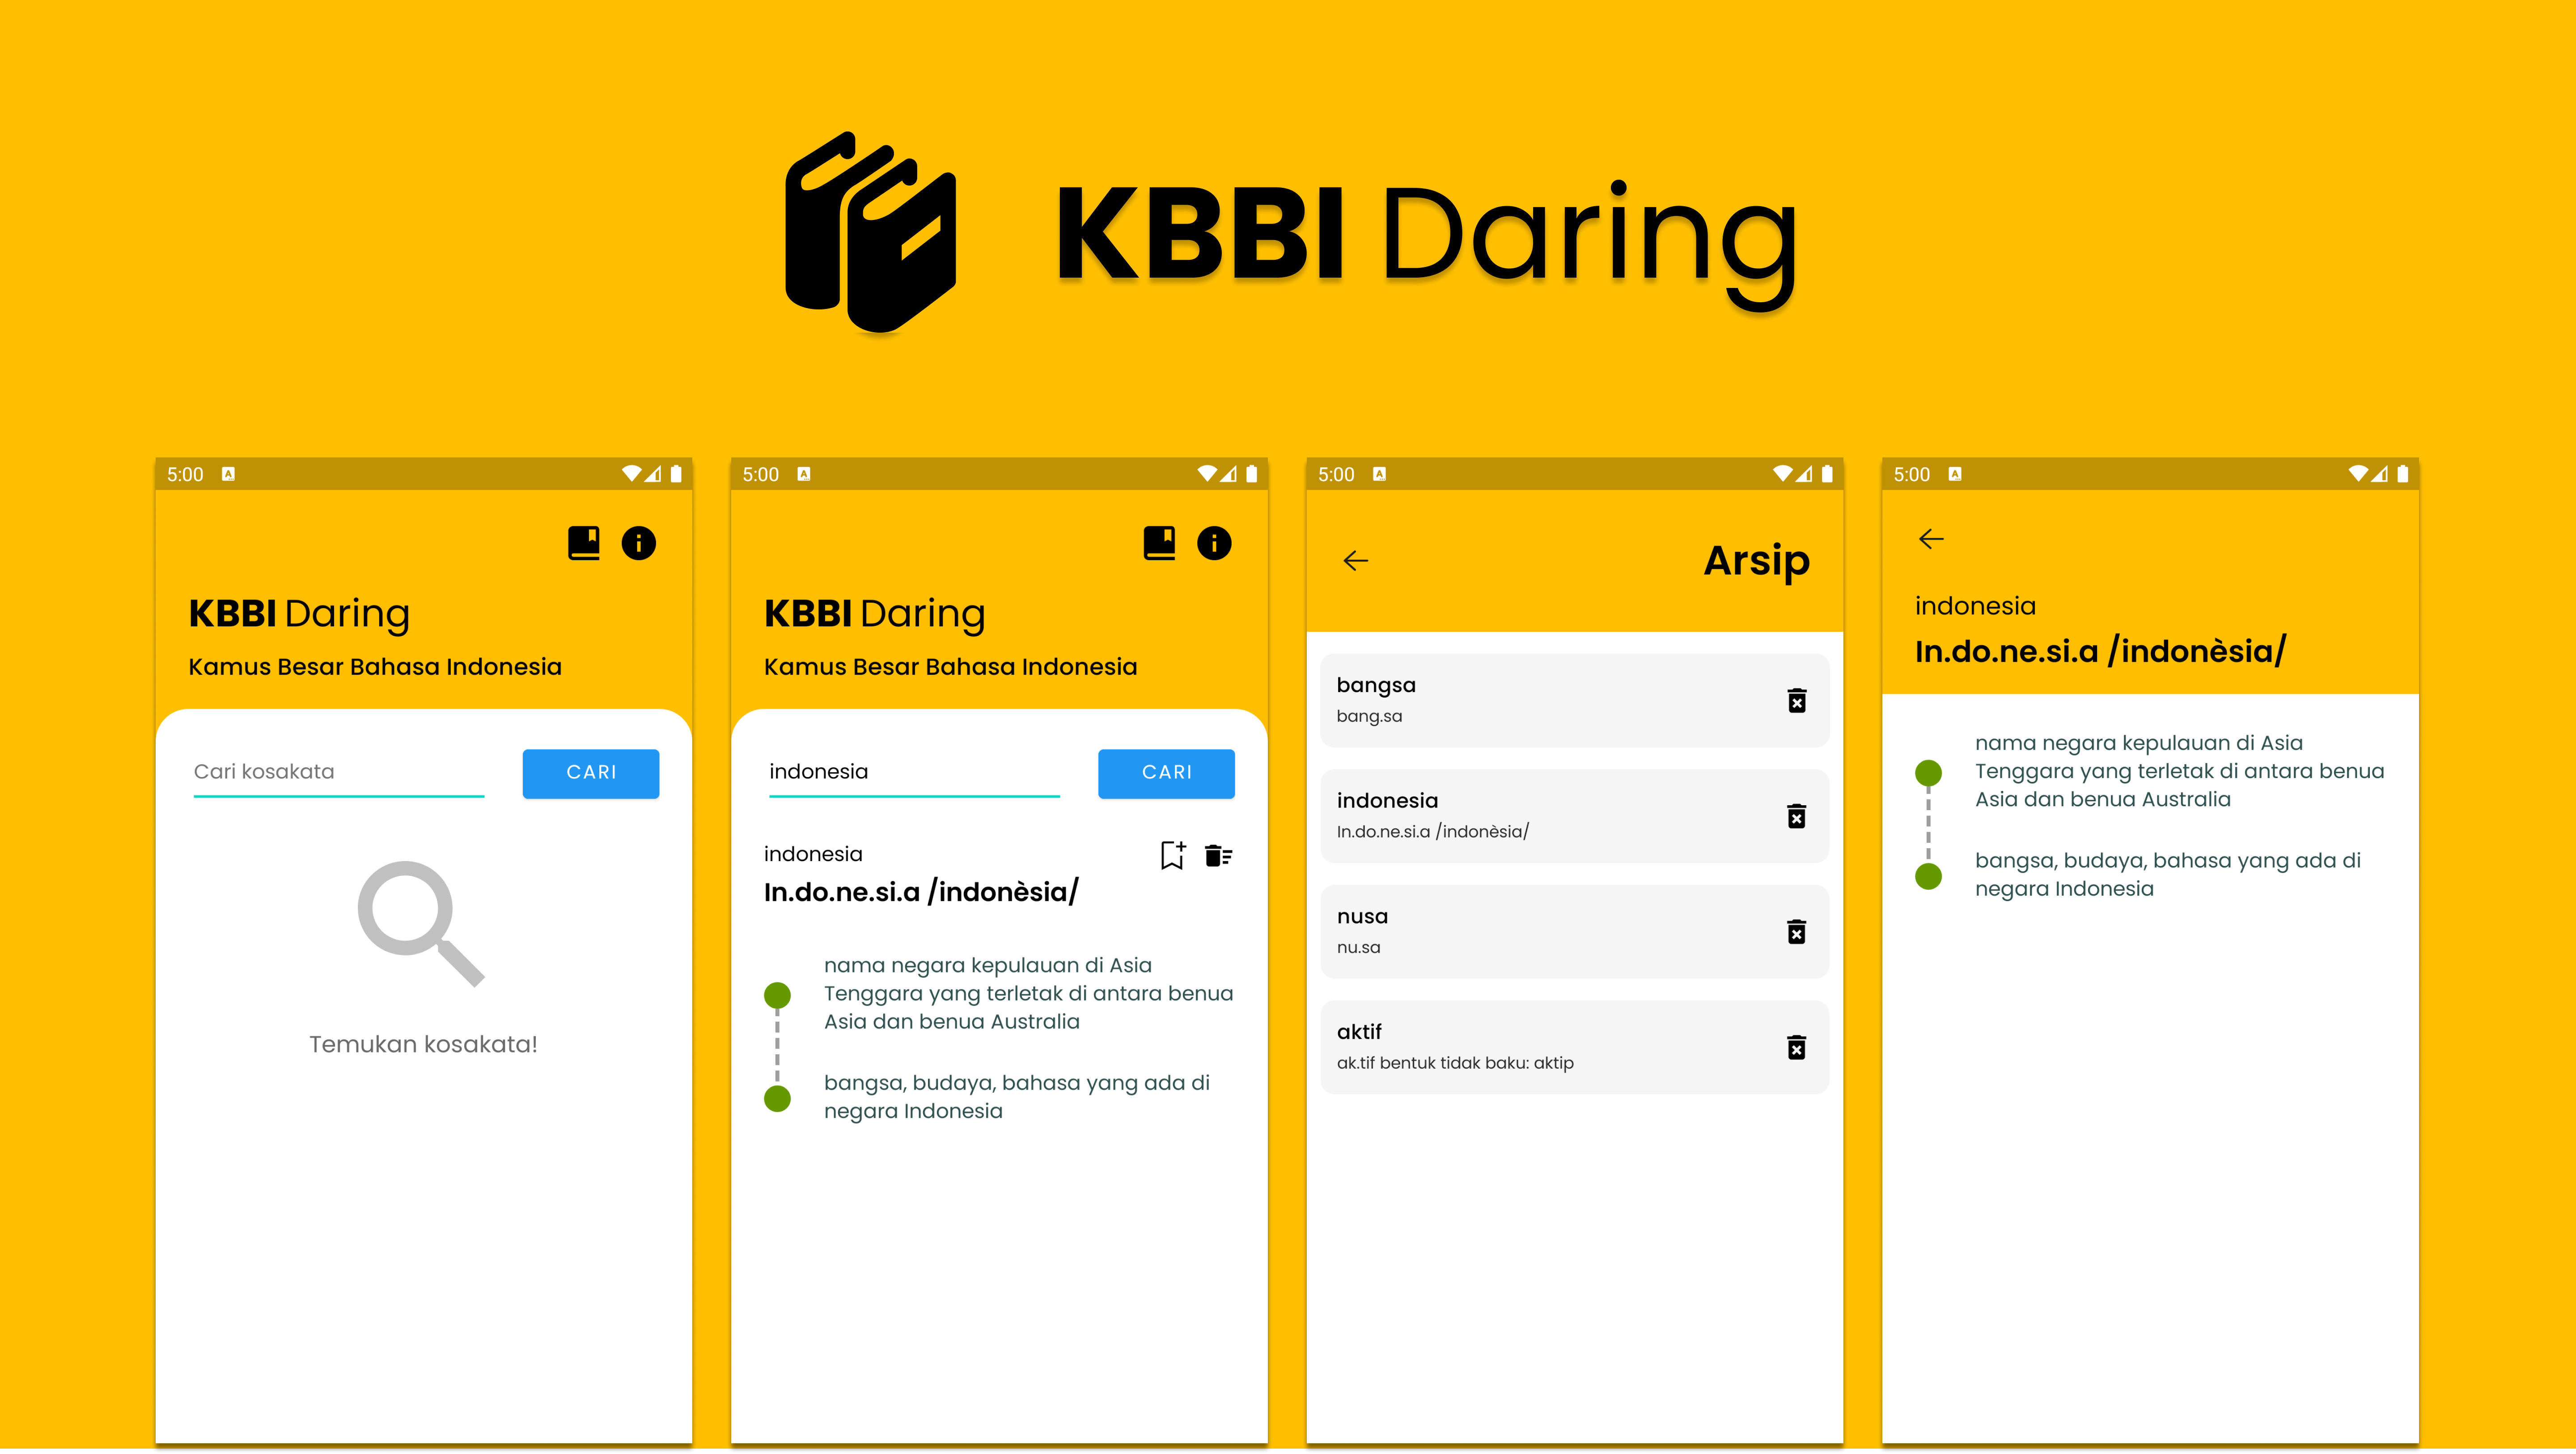 KBBI Daring
5:00
KBBI Daring
Kamus Besar Bahasa Indonesia
Cari kosakata
CARI
Temukan kosakata!
5:00
KBBI Daring
Kamus Besar Bahasa Indonesia
indonesia
CARI
indonesia
In.do.ne.si.a /indonèsia/
nama negara kepulauan di Asia
Tenggara yang terletak di antara benua
Asia dan benua Australia
bangsa, budaya, bahasa yang ada di
negara Indonesia
5:00
Arsip
bangsa
bang.sa
indonesia
In.do.ne.si.a /indonèsia/
nusa
nu.sa
aktif
ak.tif bentuk tidak baku: aktip
5:00
indonesia
In.do.ne.si.a /indonèsia/
nama negara kepulauan di Asia
Tenggara yang terletak di antara benua
Asia dan benua Australia
bangsa, budaya, bahasa yang ada di
negara Indonesia